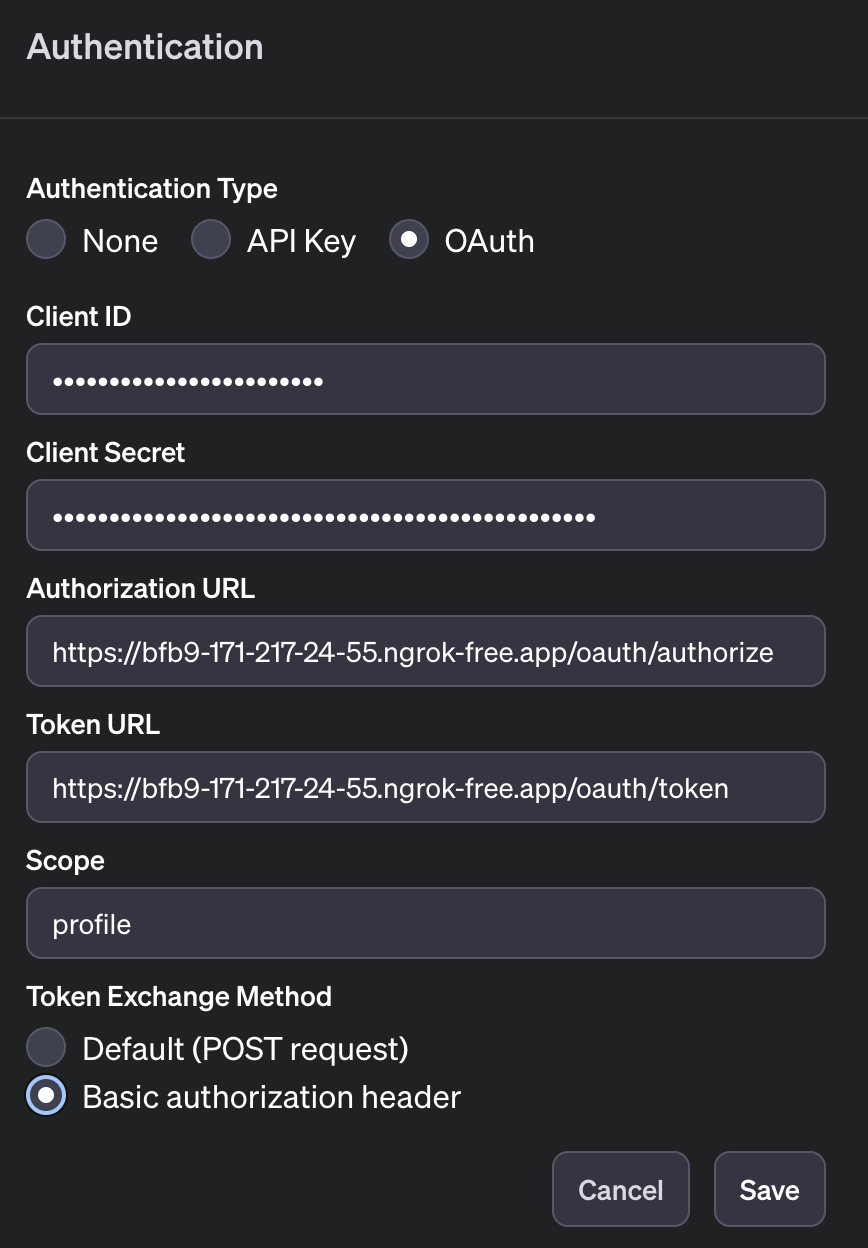 Authentication
Authentication Type
None API Key OAuth
Client ID
••••••••••••••••••••••••
Client Secret
••••••••••••••••••••••••••••••••••••••••••••••••
Authorization URL
https://bfb9-171-217-24-55.ngrok-free.app/oauth/authorize
Token URL
https://bfb9-171-217-24-55.ngrok-free.app/oauth/token
Scope
profile
Token Exchange Method
Default (POST request)
Basic authorization header
Cancel Save